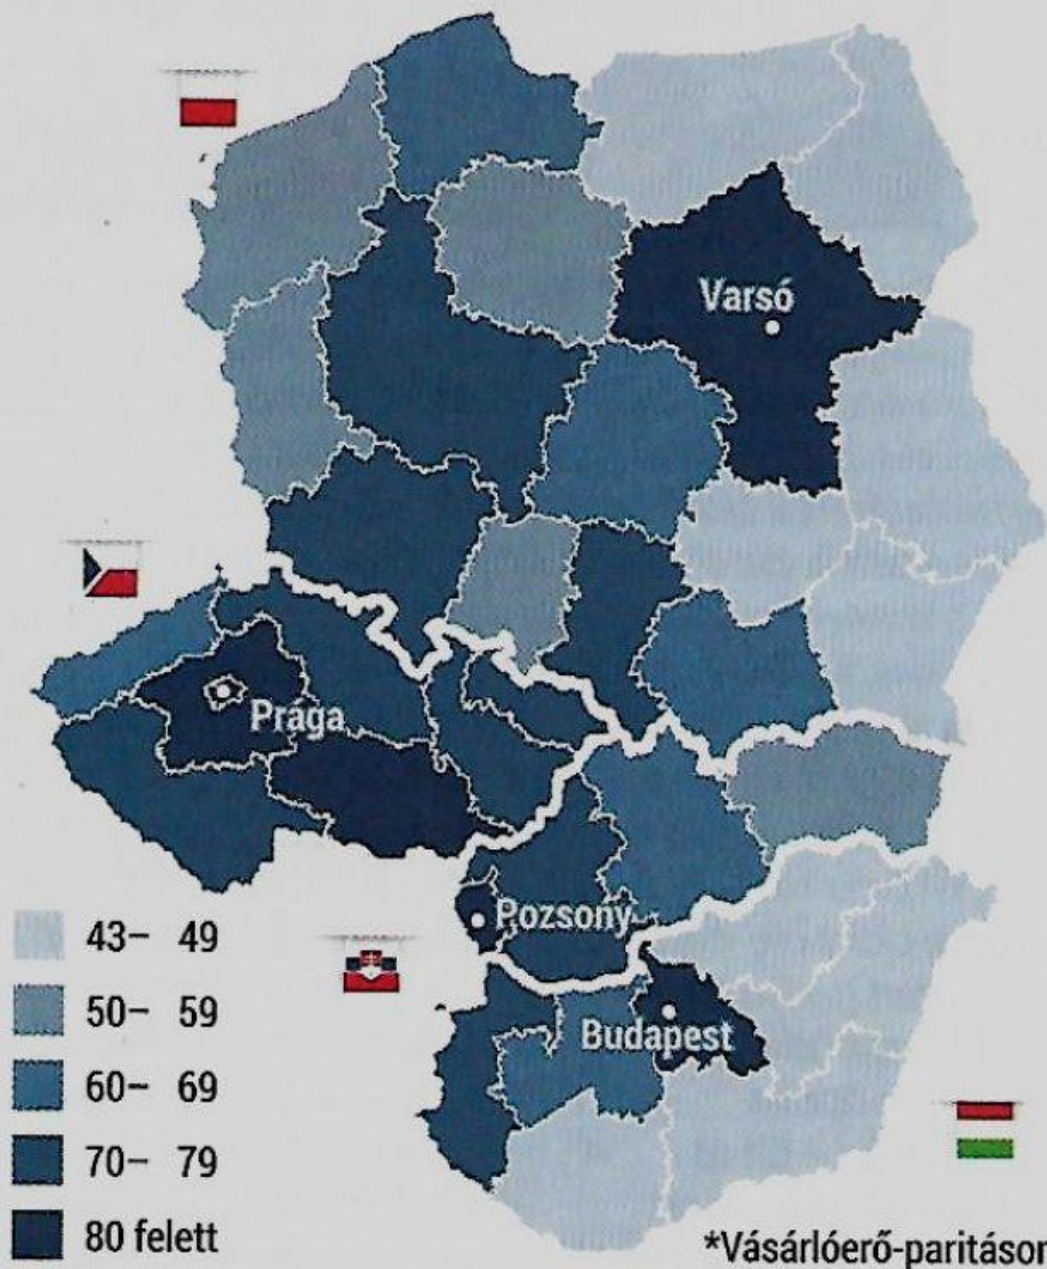 Varsó
Prága
Pozsony
Budapest
43– 49
50– 59
60– 69
70– 79
80 felett
*Vásárlóerő-paritáson